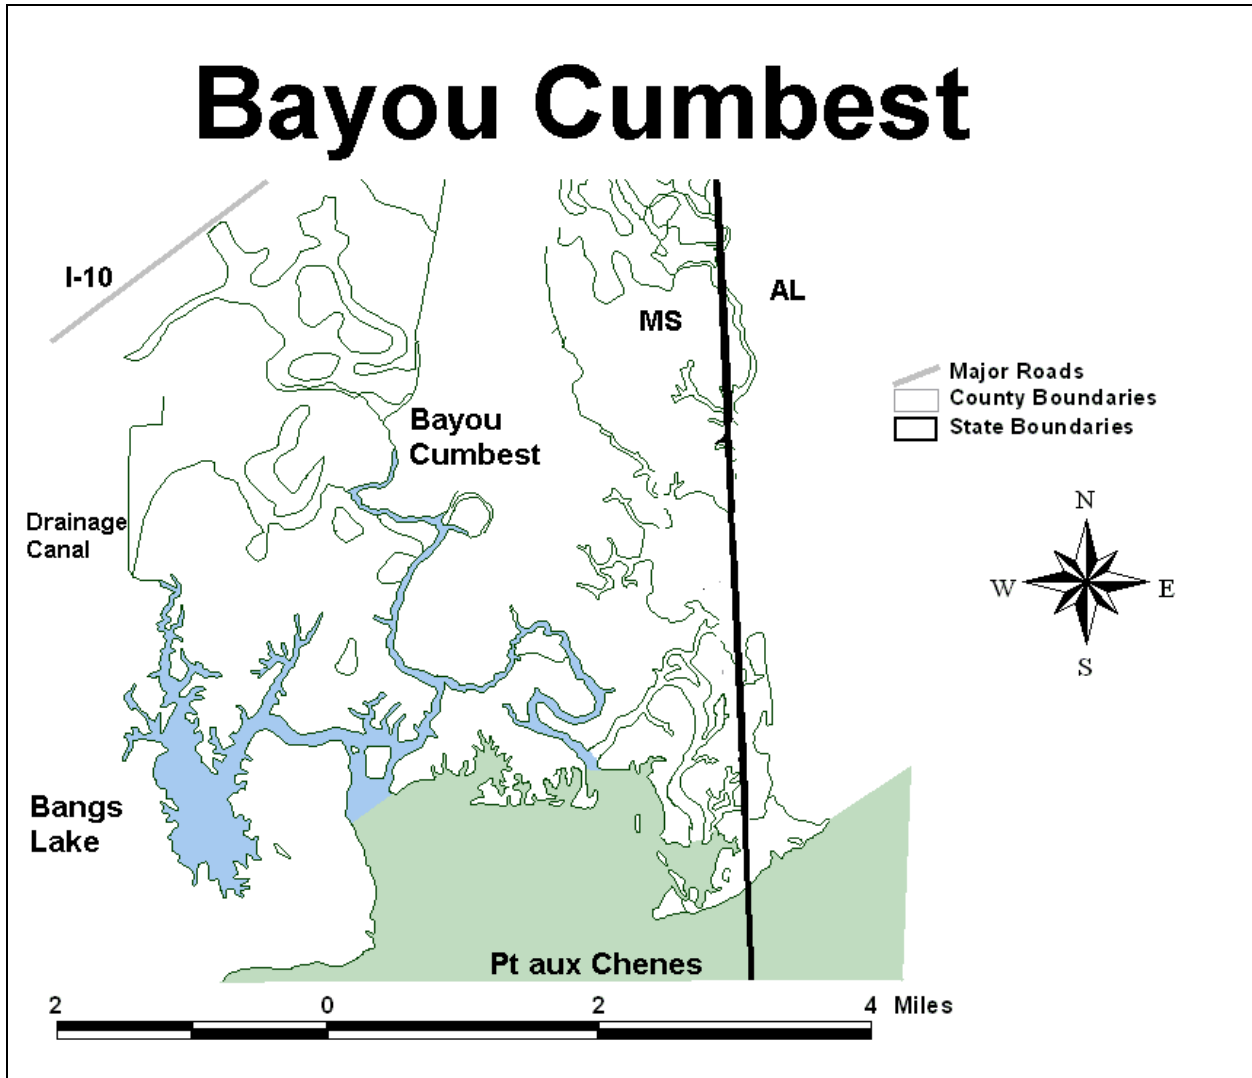 Bayou Cumbest
I-10
AL
MS
Major Roads
County Boundaries
State Boundaries
Bayou
Cumbest
N
W
E
S
Drainage
Canal
Bangs
Lake
Pt aux Chenes
2 0 2 4 Miles